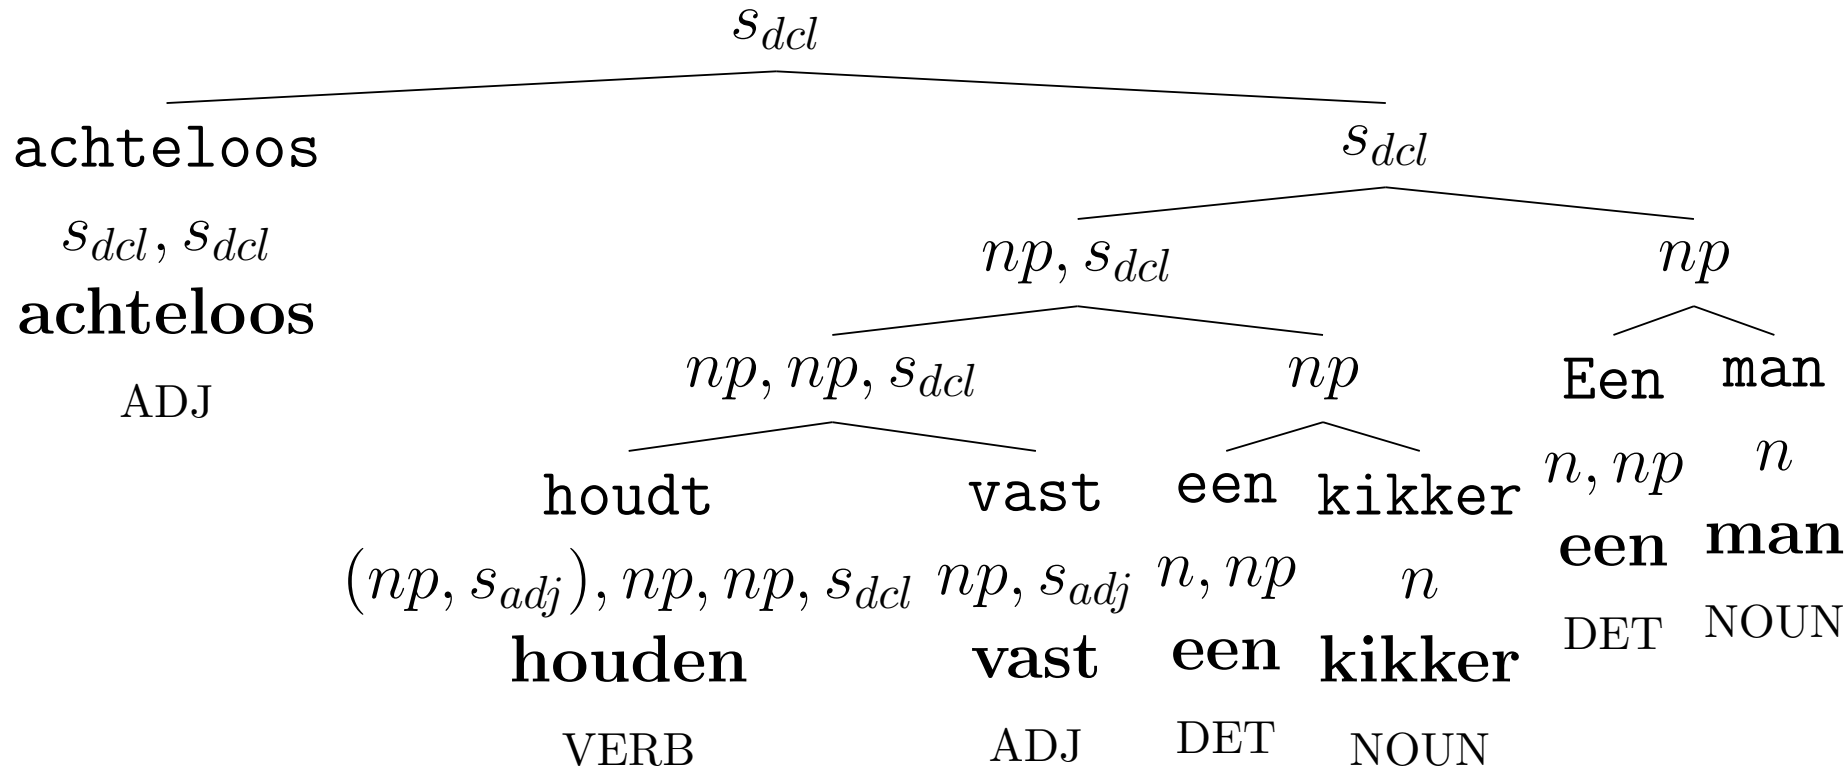 s_dcl
achteloos
s_dcl, s_dcl
achteloos
ADJ
s_dcl
np, s_dcl
np
np, np, s_dcl
np
houdt
(np, s_adj), np, np, s_dcl
houden
VERB
vast
np, s_adj
vast
ADJ
een
n, np
een
DET
kikker
n
kikker
NOUN
Een
n, np
een
DET
man
n
man
NOUN